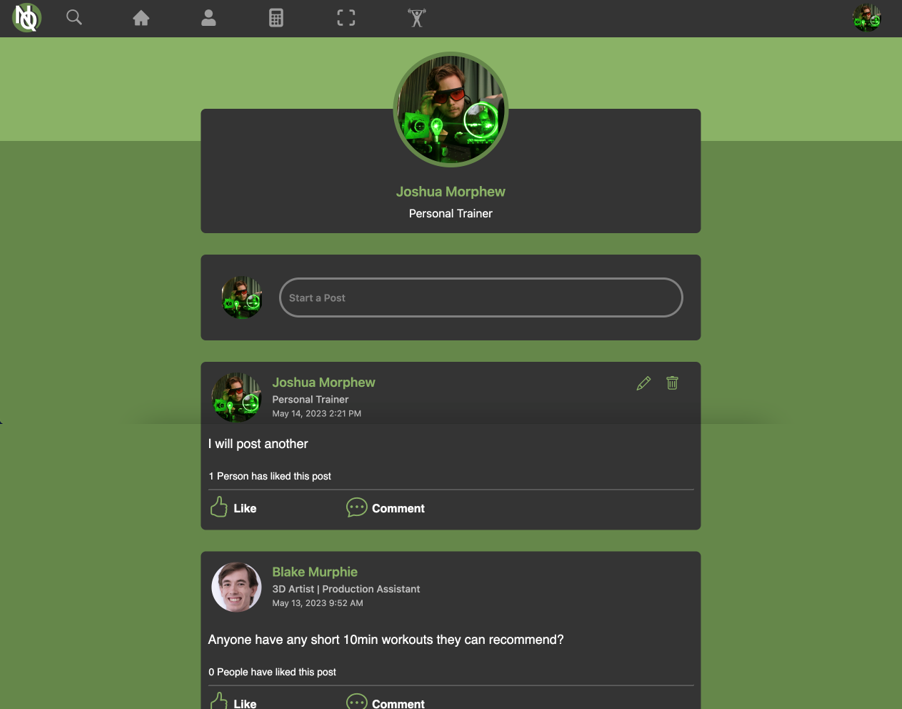 NQ
Joshua Morphew
Personal Trainer
Start a Post
Joshua Morphew
Personal Trainer
May 14, 2023 2:21 PM
I will post another
1 Person has liked this post
Like
Comment
Blake Murphie
3D Artist | Production Assistant
May 13, 2023 9:52 AM
Anyone have any short 10min workouts they can recommend?
0 People have liked this post
Like
Comment